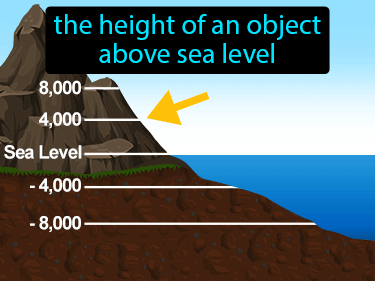 the height of an object
above sea level
8,000
4,000
Sea Level
- 4,000
- 8,000